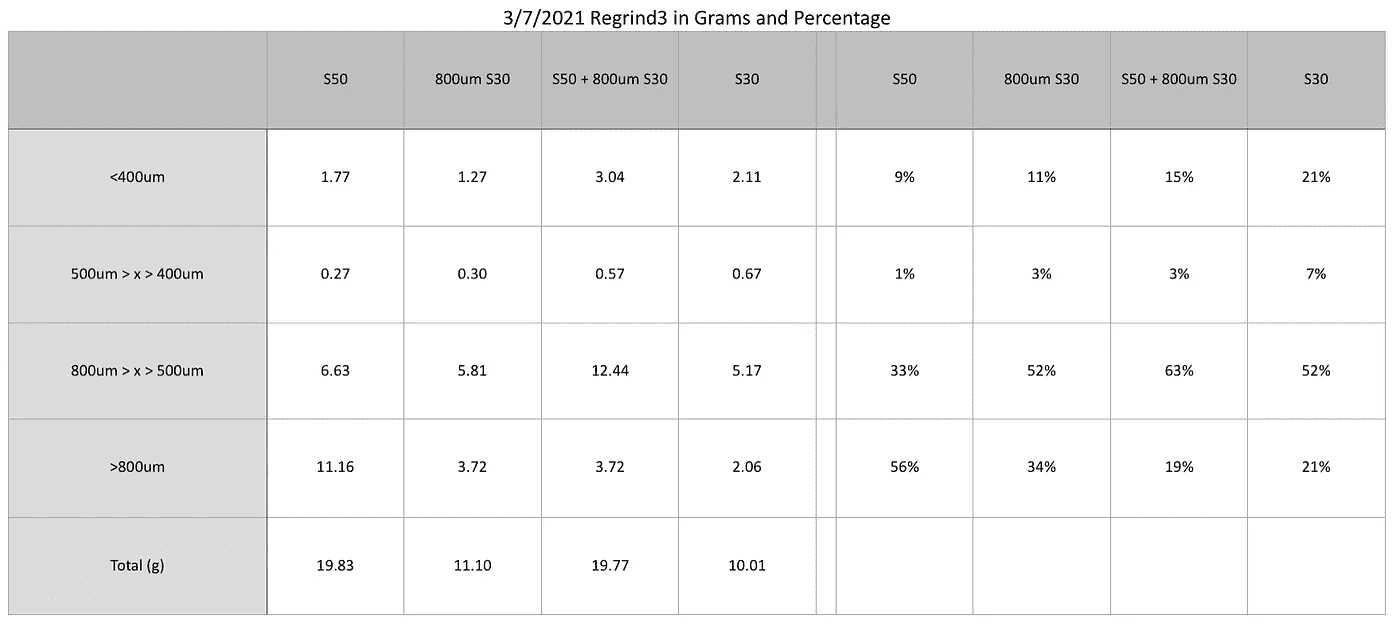 3/7/2021 Regrind3 in Grams and Percentage
S50 800um S30 S50 + 800um S30 S30 S50 800um S30 S50 + 800um S30 S30
<400um 1.77 1.27 3.04 2.11 9% 11% 15% 21%
500um > x > 400um 0.27 0.30 0.57 0.67 1% 3% 3% 7%
800um > x > 500um 6.63 5.81 12.44 5.17 33% 52% 63% 52%
>800um 11.16 3.72 3.72 2.06 56% 34% 19% 21%
Total (g) 19.83 11.10 19.77 10.01